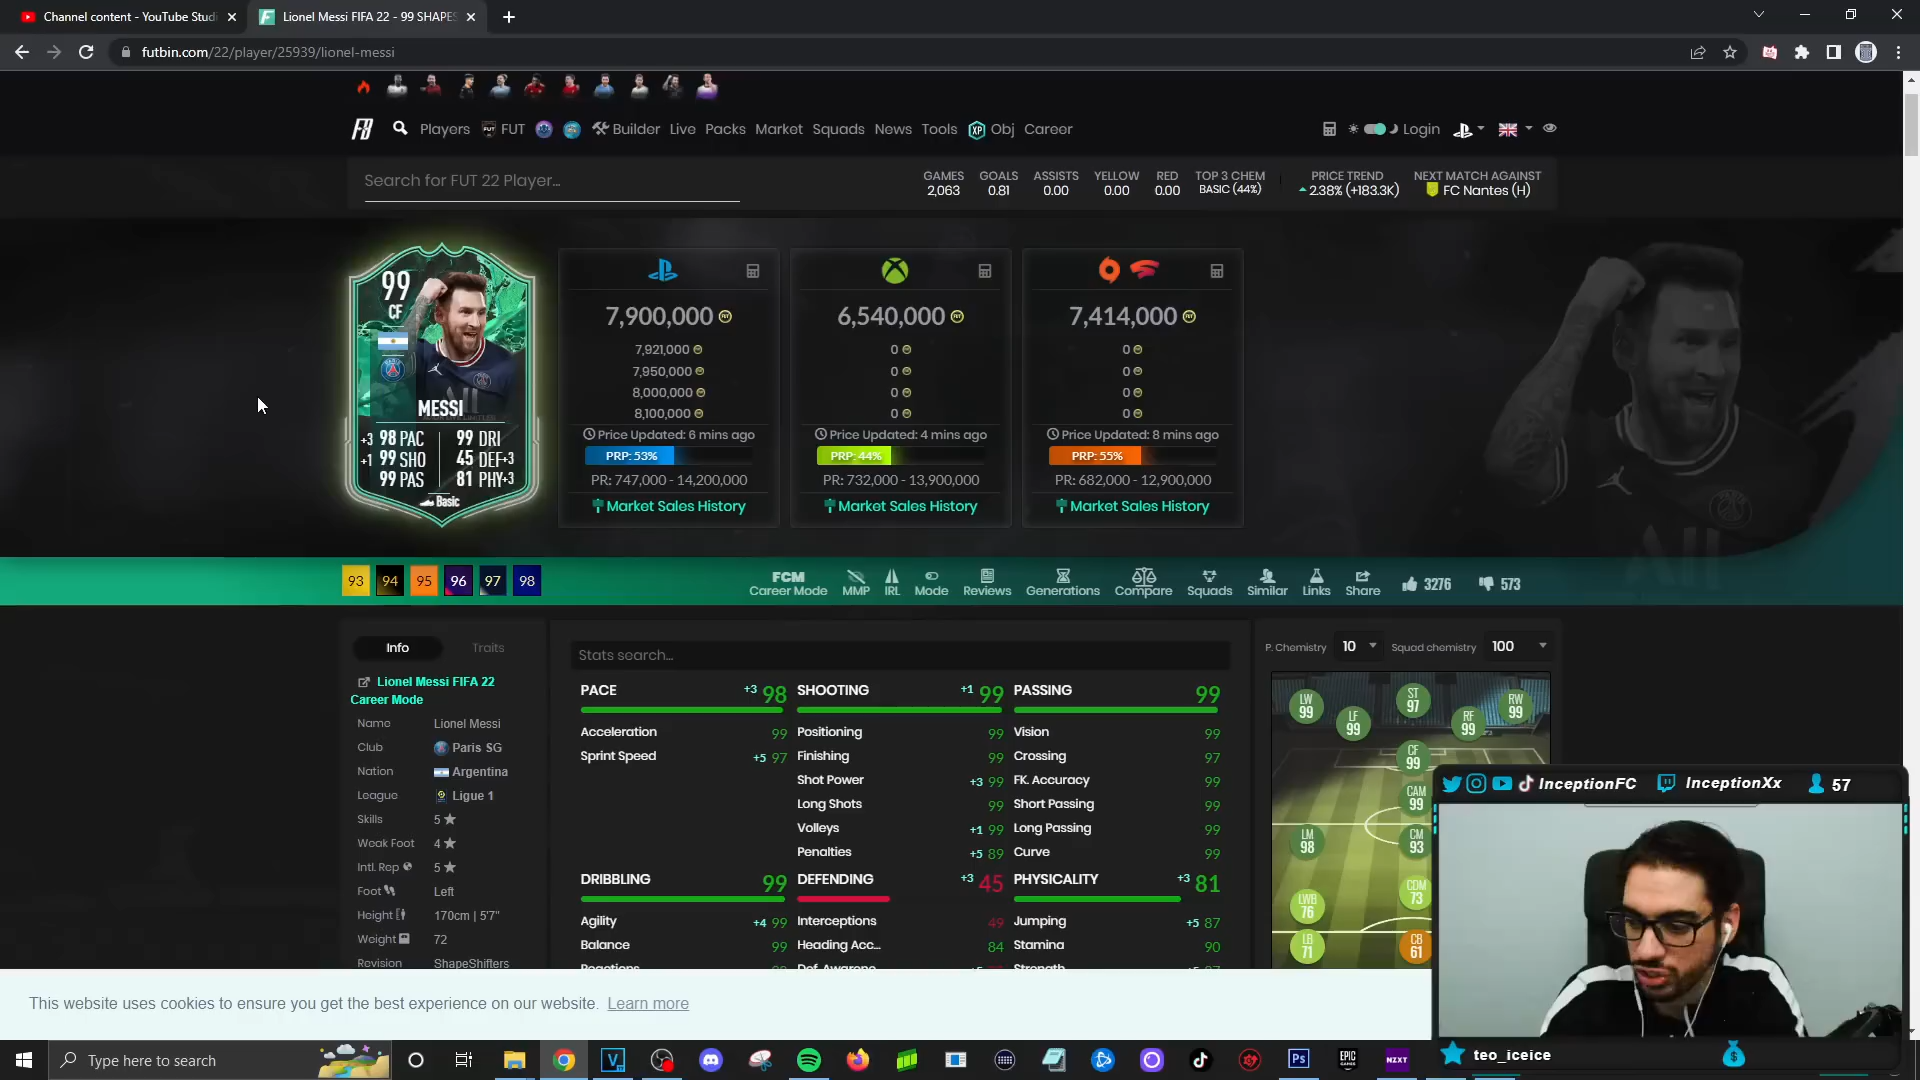 Channel content - YouTube Studi
Lionel Messi FIFA 22 - 99 SHAPES
futbin.com/22/player/25939/lionel-messi
Players FUT Builder Live Packs Market Squads News Tools XP Obj Career
Login
Search for FUT 22 Player...
GAMES GOALS ASSISTS YELLOW RED TOP 3 CHEM PRICE TREND NEXT MATCH AGAINST
2,063 0.81 0.00 0.00 0.00 BASIC (44%) 2.38% (+183.3K) FC Nantes (H)
99
CF
MESSI
+3 98 PAC 99 DRI
+1 99 SHO 45 DEF+3
99 PAS 81 PHY+3
Basic
7,900,000
7,921,000
7,950,000
8,000,000
8,100,000
Price Updated: 6 mins ago
PRP: 53%
PR: 747,000 - 14,200,000
Market Sales History
6,540,000
0
0
0
0
Price Updated: 4 mins ago
PRP: 44%
PR: 732,000 - 13,900,000
Market Sales History
7,414,000
0
0
0
0
Price Updated: 8 mins ago
PRP: 55%
PR: 682,000 - 12,900,000
Market Sales History
93 94 95 96 97 98
FCM
Career Mode MMP IRL Mode Reviews Generations Compare Squads Similar Links Share 3276 573
Info Traits
Lionel Messi FIFA 22
Career Mode
Name Lionel Messi
Club Paris SG
Nation Argentina
League Ligue 1
Skills 5
Weak Foot 4
Intl. Rep 5
Foot Left
Height 170cm | 5'7"
Weight 72
Revision ShapeShifters
Stats search...
PACE +3 98
Acceleration 99
Sprint Speed +5 97
SHOOTING +1 99
Positioning 99
Finishing 99
Shot Power +3 99
Long Shots 99
Volleys +1 99
Penalties +5 89
PASSING 99
Vision 99
Crossing 97
FK. Accuracy 99
Short Passing 99
Long Passing 99
Curve 99
DRIBBLING 99
Agility +4 99
Balance 99
Reactions
DEFENDING +3 45
Interceptions 49
Heading Acc... 84
Def. Awarene
PHYSICALITY +3 81
Jumping +5 87
Stamina 90
Strength
P. Chemistry 10 Squad chemistry 100
LW
99
ST
97
RW
99
LF
99
RF
99
CF
99
CAM
99
LM
98
CM
93
CDM
73
LWB
76
LB
71
CB
61
InceptionFC InceptionXx 57
teo_iceice
This website uses cookies to ensure you get the best experience on our website. Learn more
Type here to search
V
Ps
EPIC
GAMES
NZXT